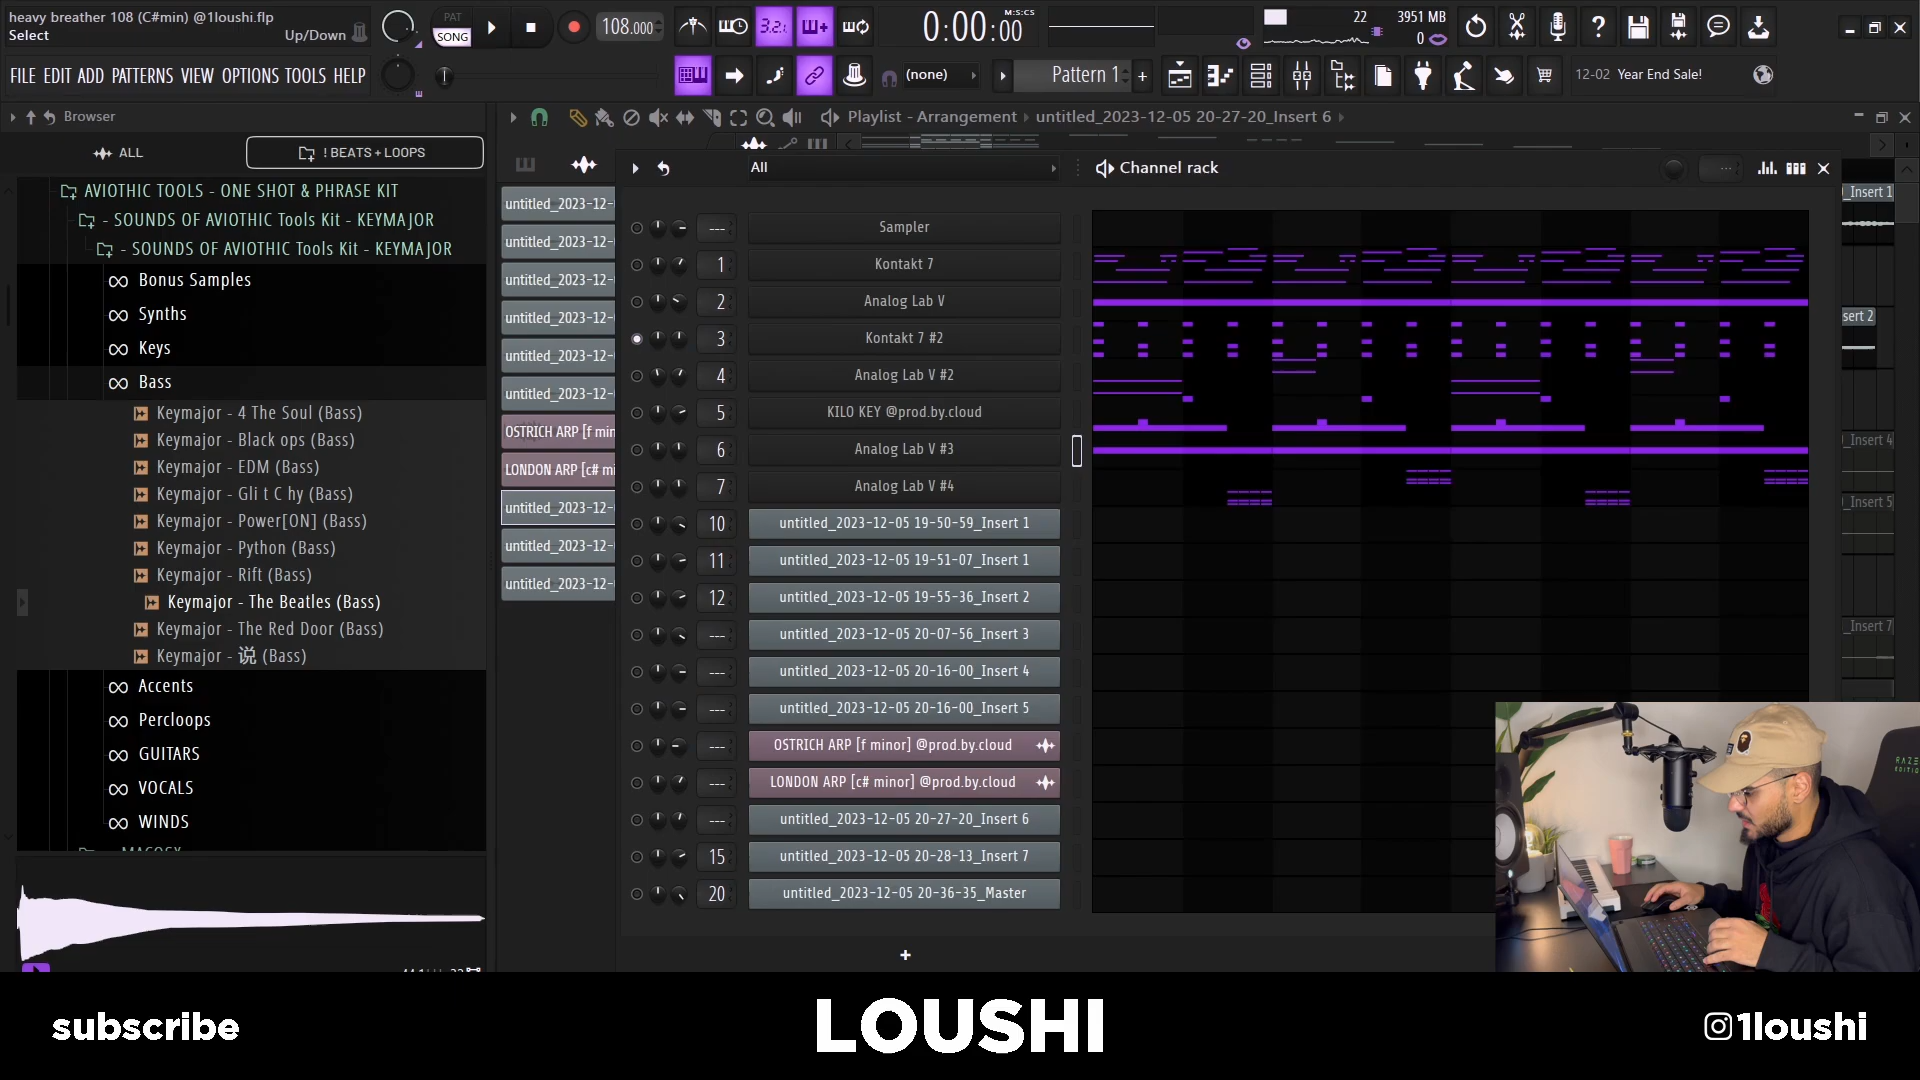 heavy breather 108 (C#min) @1loushi.flp
Select
Up/Down
PAT
SONG
108.000
3.2.1
0:00:00
M:S:CS
22
3951 MB
0
FILE EDIT ADD PATTERNS VIEW OPTIONS TOOLS HELP
(none)
Pattern 1
12-02 Year End Sale!
Browser
Playlist - Arrangement › untitled_2023-12-05 20-27-20_Insert 6
ALL
! BEATS + LOOPS
AVIOTHIC TOOLS - ONE SHOT & PHRASE KIT
- SOUNDS OF AVIOTHIC Tools Kit - KEYMAJOR
- SOUNDS OF AVIOTHIC Tools Kit - KEYMAJOR
Bonus Samples
Synths
Keys
Bass
Keymajor - 4 The Soul (Bass)
Keymajor - Black ops (Bass)
Keymajor - EDM (Bass)
Keymajor - Gli t C hy (Bass)
Keymajor - Power[ON] (Bass)
Keymajor - Python (Bass)
Keymajor - Rift (Bass)
Keymajor - The Beatles (Bass)
Keymajor - The Red Door (Bass)
Keymajor - 说 (Bass)
Accents
Percloops
GUITARS
VOCALS
WINDS
untitled_2023-12-
untitled_2023-12-
untitled_2023-12-
untitled_2023-12-
untitled_2023-12-
untitled_2023-12-
OSTRICH ARP [f min
LONDON ARP [c# mi
untitled_2023-12-
untitled_2023-12-
untitled_2023-12-
All
Channel rack
--- Sampler
1 Kontakt 7
2 Analog Lab V
3 Kontakt 7 #2
4 Analog Lab V #2
5 KILO KEY @prod.by.cloud
6 Analog Lab V #3
7 Analog Lab V #4
10 untitled_2023-12-05 19-50-59_Insert 1
11 untitled_2023-12-05 19-51-07_Insert 1
12 untitled_2023-12-05 19-55-36_Insert 2
--- untitled_2023-12-05 20-07-56_Insert 3
--- untitled_2023-12-05 20-16-00_Insert 4
--- untitled_2023-12-05 20-16-00_Insert 5
--- OSTRICH ARP [f minor] @prod.by.cloud
--- LONDON ARP [c# minor] @prod.by.cloud
--- untitled_2023-12-05 20-27-20_Insert 6
15 untitled_2023-12-05 20-28-13_Insert 7
20 untitled_2023-12-05 20-36-35_Master
_Insert 1
sert 2
_Insert 4
_Insert 5
_Insert 7
subscribe
LOUSHI
1loushi